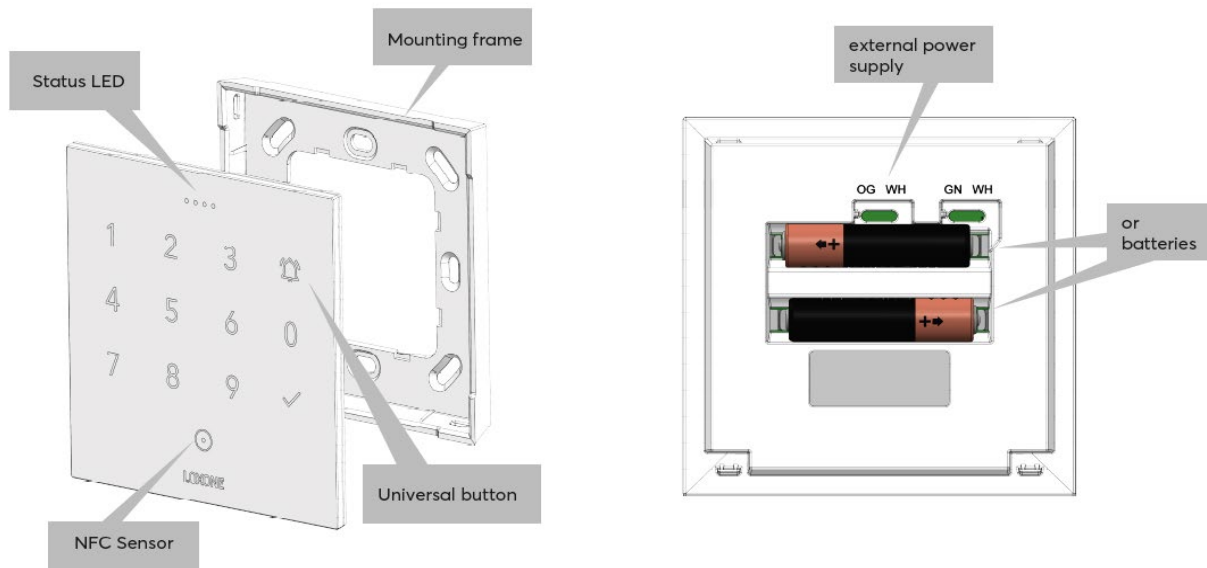 Mounting frame
Status LED
1 2 3
4 5 6 0
7 8 9
LOXONE
Universal button
NFC Sensor
external power
supply
OG WH GN WH
+
or
batteries
+